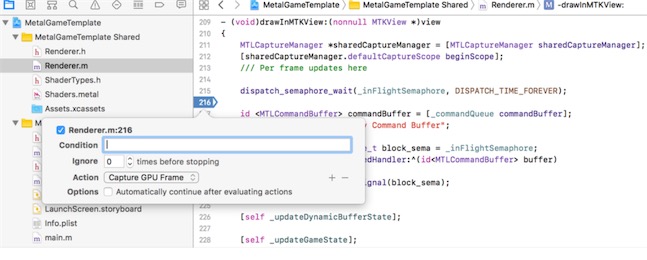 MetalGameTemplate
MetalGameTemplate Shared
Renderer.h
Renderer.m
ShaderTypes.h
Shaders.metal
Assets.xcassets
M
LaunchScreen.storyboard
Info.plist
main.m
MetalGameTemplate 〉 MetalGameTemplate Shared 〉 Renderer.m 〉 -drawInMTKView:
209 - (void)drawInMTKView:(nonnull MTKView *)view
210 {
211 MTLCaptureManager *sharedCaptureManager = [MTLCaptureManager sharedCaptureManager];
212 [sharedCaptureManager.defaultCaptureScope beginScope];
213 /// Per frame updates here
214
215 dispatch_semaphore_wait(_inFlightSemaphore, DISPATCH_TIME_FOREVER);
216
217 id <MTLCommandBuffer> commandBuffer = [_commandQueue commandBuffer];
Command Buffer";
block_sema = _inFlightSemaphore;
edHandler:^(id<MTLCommandBuffer> buffer)
gnal(block_sema);
226 [self _updateDynamicBufferState];
227
228 [self _updateGameState];
Renderer.m:216
Condition
Ignore 0 times before stopping
Action Capture GPU Frame + −
Options Automatically continue after evaluating actions